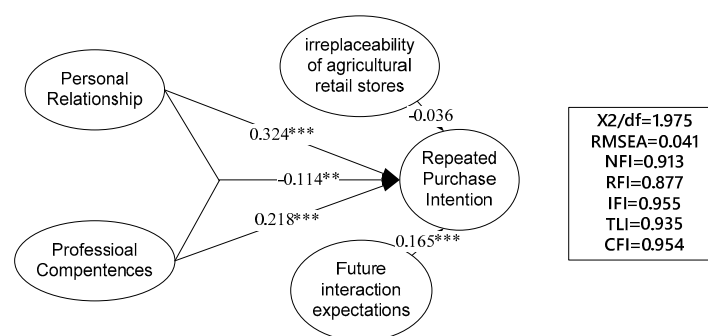 irreplaceability
of agricultural
retail stores
Personal
Relationship
-0.036
0.324***
Repeated
Purchase
Intention
-0.114**
0.218***
Professioal
Compentences
0.165***
Future
interaction
expectations
X2/df=1.975
RMSEA=0.041
NFI=0.913
RFI=0.877
IFI=0.955
TLI=0.935
CFI=0.954